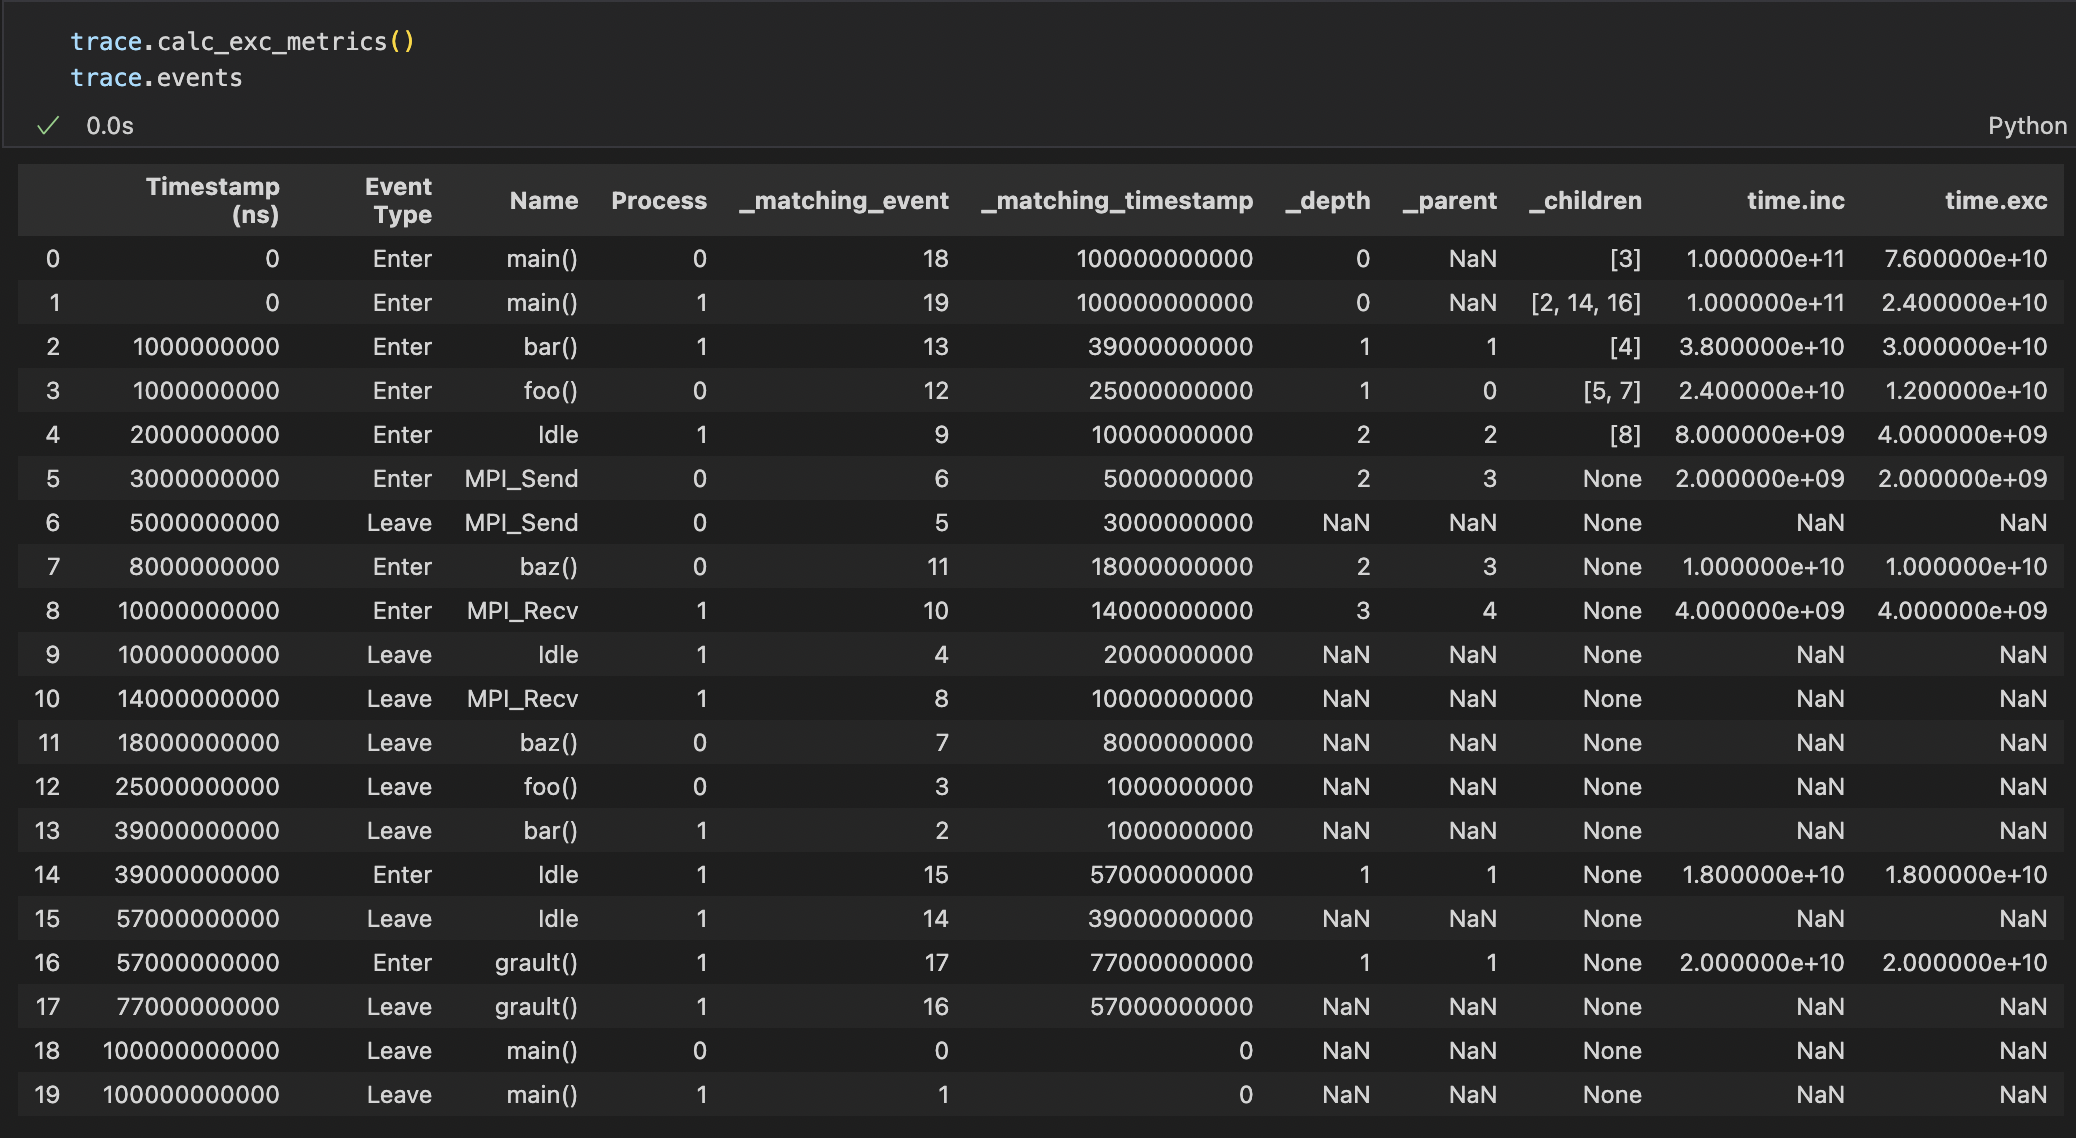 trace.calc_exc_metrics()
trace.events
0.0s
Python
Timestamp (ns) Event Type Name Process _matching_event _matching_timestamp _depth _parent _children time.inc time.exc
0 0 Enter main() 0 18 100000000000 0 NaN [3] 1.000000e+11 7.600000e+10
1 0 Enter main() 1 19 100000000000 0 NaN [2, 14, 16] 1.000000e+11 2.400000e+10
2 1000000000 Enter bar() 1 13 39000000000 1 1 [4] 3.800000e+10 3.000000e+10
3 1000000000 Enter foo() 0 12 25000000000 1 0 [5, 7] 2.400000e+10 1.200000e+10
4 2000000000 Enter Idle 1 9 10000000000 2 2 [8] 8.000000e+09 4.000000e+09
5 3000000000 Enter MPI_Send 0 6 5000000000 2 3 None 2.000000e+09 2.000000e+09
6 5000000000 Leave MPI_Send 0 5 3000000000 NaN NaN None NaN NaN
7 8000000000 Enter baz() 0 11 18000000000 2 3 None 1.000000e+10 1.000000e+10
8 10000000000 Enter MPI_Recv 1 10 14000000000 3 4 None 4.000000e+09 4.000000e+09
9 10000000000 Leave Idle 1 4 2000000000 NaN NaN None NaN NaN
10 14000000000 Leave MPI_Recv 1 8 10000000000 NaN NaN None NaN NaN
11 18000000000 Leave baz() 0 7 8000000000 NaN NaN None NaN NaN
12 25000000000 Leave foo() 0 3 1000000000 NaN NaN None NaN NaN
13 39000000000 Leave bar() 1 2 1000000000 NaN NaN None NaN NaN
14 39000000000 Enter Idle 1 15 57000000000 1 1 None 1.800000e+10 1.800000e+10
15 57000000000 Leave Idle 1 14 39000000000 NaN NaN None NaN NaN
16 57000000000 Enter grault() 1 17 77000000000 1 1 None 2.000000e+10 2.000000e+10
17 77000000000 Leave grault() 1 16 57000000000 NaN NaN None NaN NaN
18 100000000000 Leave main() 0 0 0 NaN NaN None NaN NaN
19 100000000000 Leave main() 1 1 0 NaN NaN None NaN NaN